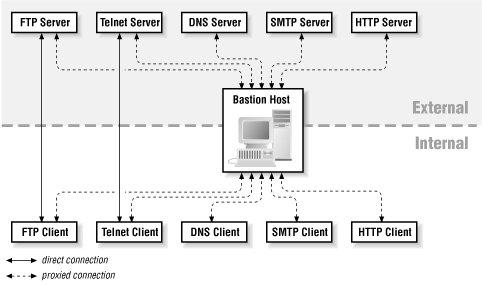 FTP Server Telnet Server DNS Server SMTP Server HTTP Server
Bastion Host
External
Internal
FTP Client Telnet Client DNS Client SMTP Client HTTP Client
direct connection
proxied connection